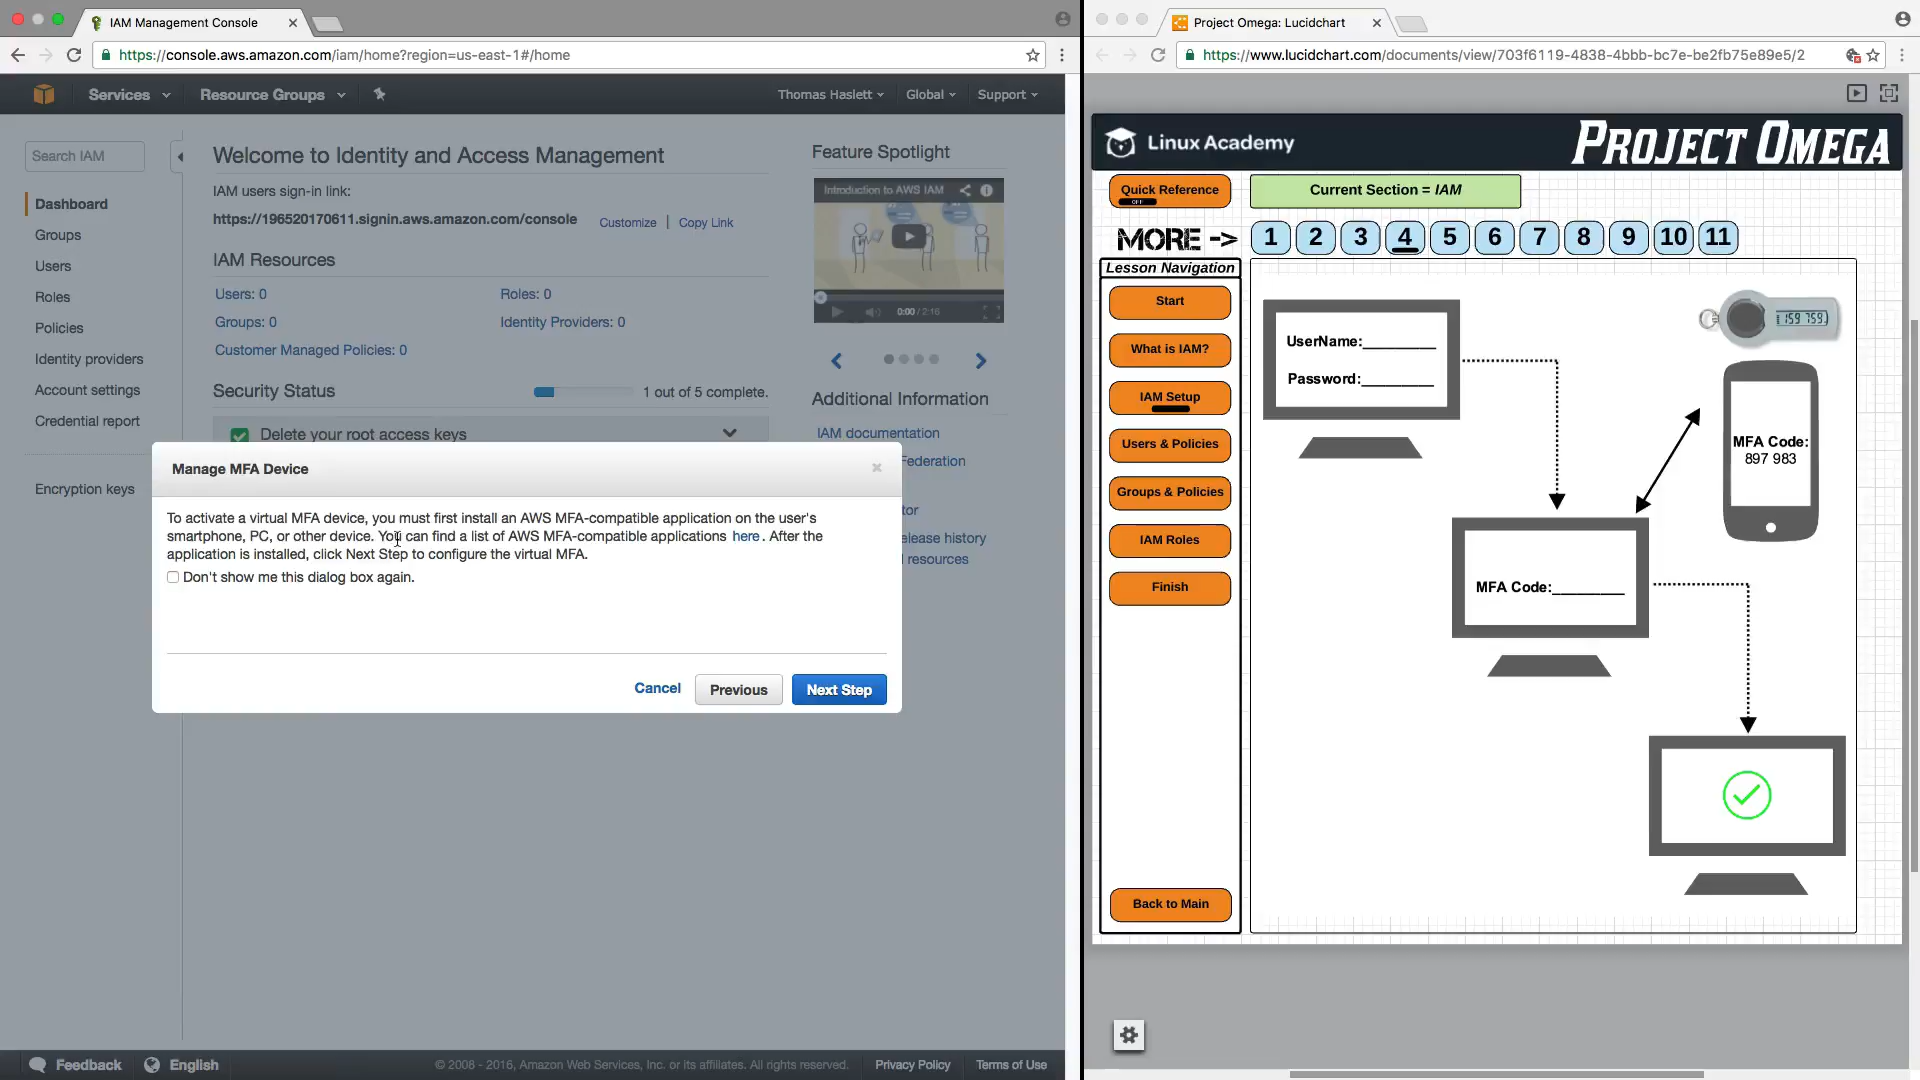 IAM Management Console
https://console.aws.amazon.com/iam/home?region=us-east-1#/home
Services
Resource Groups
Thomas Haslett
Global
Support
Search IAM
Dashboard
Groups
Users
Roles
Policies
Identity providers
Account settings
Credential report
Encryption keys
Welcome to Identity and Access Management
IAM users sign-in link:
https://196520170611.signin.aws.amazon.com/console
Customize | Copy Link
IAM Resources
Users: 0
Roles: 0
Groups: 0
Identity Providers: 0
Customer Managed Policies: 0
Security Status
1 out of 5 complete.
Delete your root access keys
Feature Spotlight
Introduction to AWS IAM
0:00 / 2:16
Additional Information
IAM documentation
Federation
elease history
resources
Manage MFA Device
To activate a virtual MFA device, you must first install an AWS MFA-compatible application on the user's
smartphone, PC, or other device. You can find a list of AWS MFA-compatible applications here. After the
application is installed, click Next Step to configure the virtual MFA.
Don't show me this dialog box again.
Cancel
Previous
Next Step
Feedback
English
© 2008 - 2016, Amazon Web Services, Inc. or its affiliates. All rights reserved.
Privacy Policy
Terms of Use
Project Omega: Lucidchart
https://www.lucidchart.com/documents/view/703f6119-4838-4bbb-bc7e-be2fb75e89e5/2
Linux Academy
PROJECT OMEGA
Quick Reference
OFF
Current Section = IAM
MORE ->
1 2 3 4 5 6 7 8 9 10 11
Lesson Navigation
Start
What is IAM?
IAM Setup
Users & Policies
Groups & Policies
IAM Roles
Finish
Back to Main
UserName:_________
Password:_________
159 759
MFA Code:
897 983
MFA Code:_________